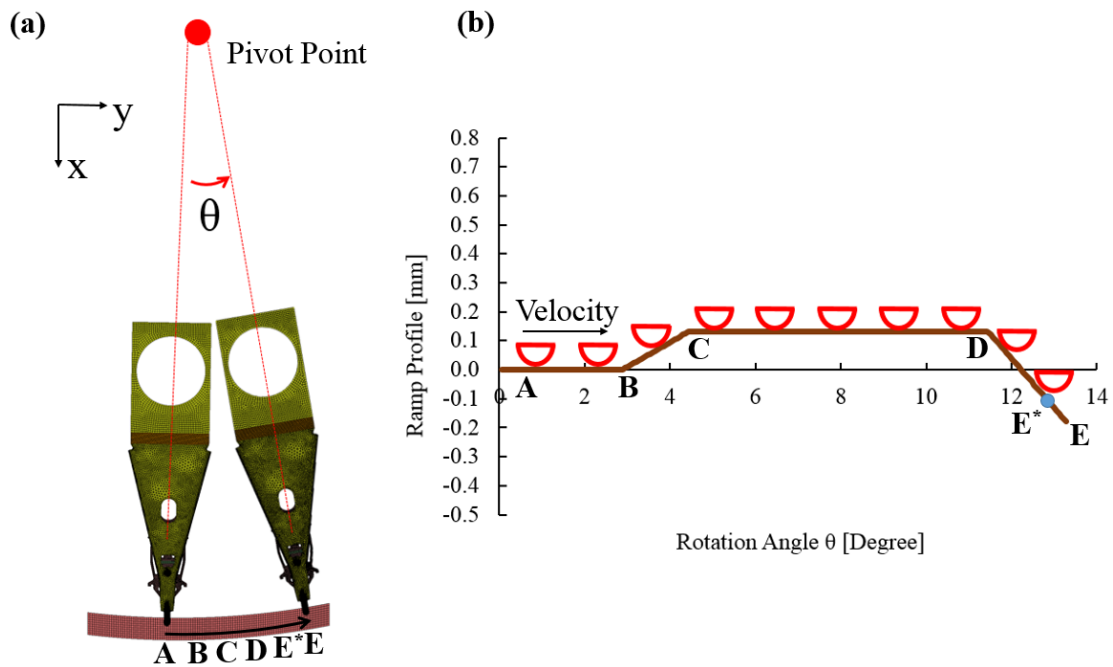 (a)
Pivot Point
y
x
θ
A B C D E* E
(b)
0.8
0.7
0.6
0.5
0.4
0.3
0.2
0.1
0.0
-0.1
-0.2
-0.3
-0.4
-0.5
Ramp Profile [mm]
Velocity
A
B
C
D
E*
E
0 2 4 6 8 10 12 14
Rotation Angle θ [Degree]